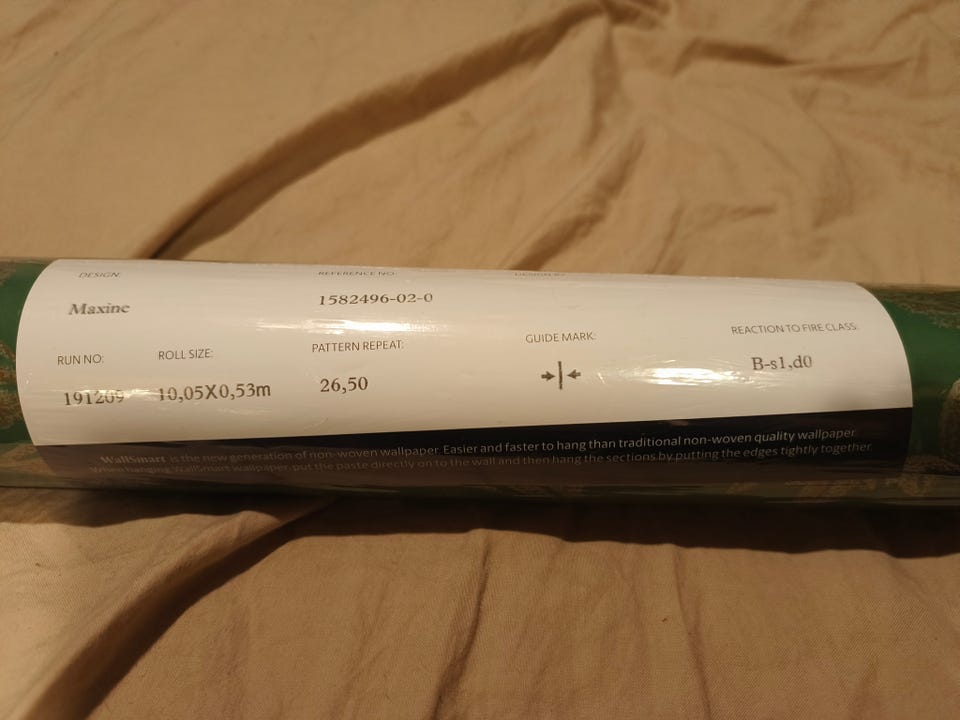 DESIGN:
REFERENCE NO:
DESIGN BY
Maxine
1582496-02-0
RUN NO:
ROLL SIZE:
PATTERN REPEAT:
GUIDE MARK:
REACTION TO FIRE CLASS:
191209
10,05X0,53m
26,50
B-s1,d0
WallSmart is the new generation of non-woven wallpaper. Easier and faster to hang than traditional non-woven quality wallpaper.
When hanging WallSmart wallpaper, put the paste directly on to the wall and then hang the sections by putting the edges tightly together.